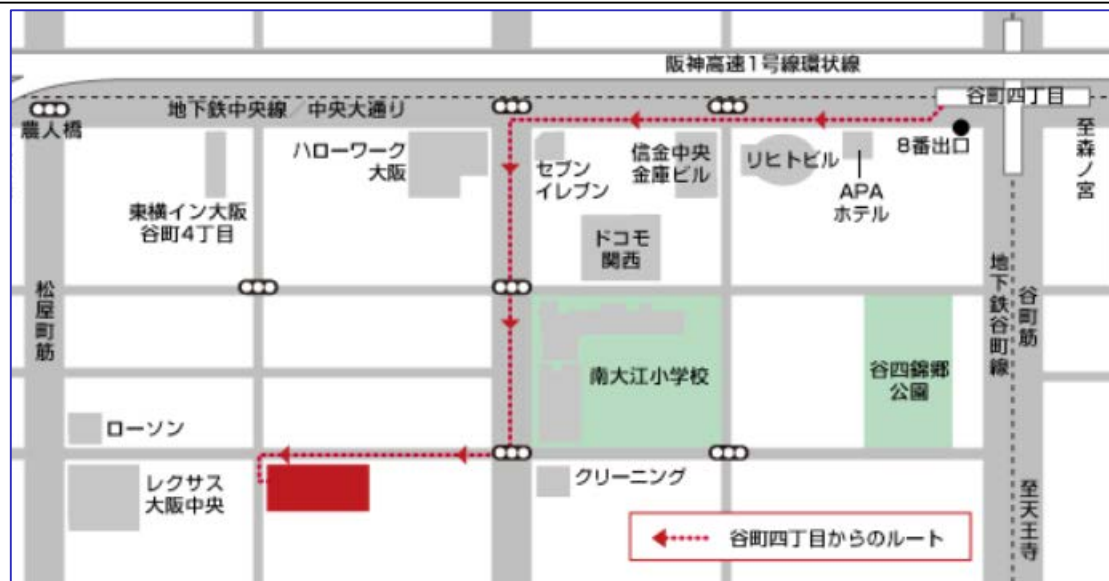 阪神高速1号線環状線
地下鉄中央線／中央大通り
谷町四丁目
農人橋
ハローワーク
大阪
セブン
イレブン
信金中央
金庫ビル
リヒトビル
8番出口
APA
ホテル
至森ノ宮
東横イン大阪
谷町4丁目
ドコモ
関西
松屋町筋
地下鉄谷町線
谷町筋
南大江小学校
谷四錦郷
公園
ローソン
レクサス
大阪中央
クリーニング
谷町四丁目からのルート
至天王寺